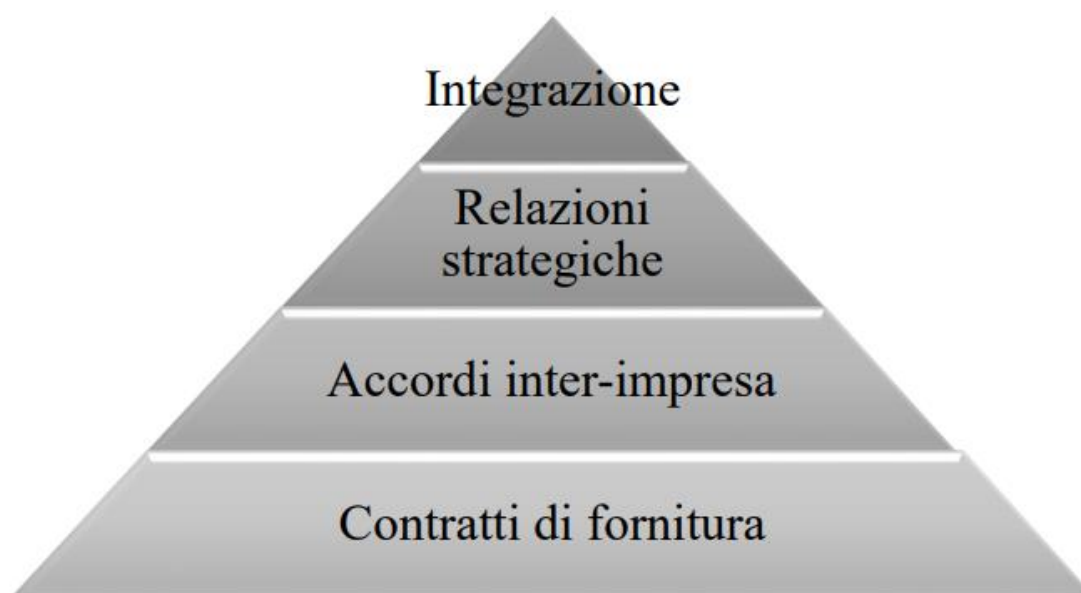 Integrazione
Relazioni
strategiche
Accordi inter-impresa
Contratti di fornitura